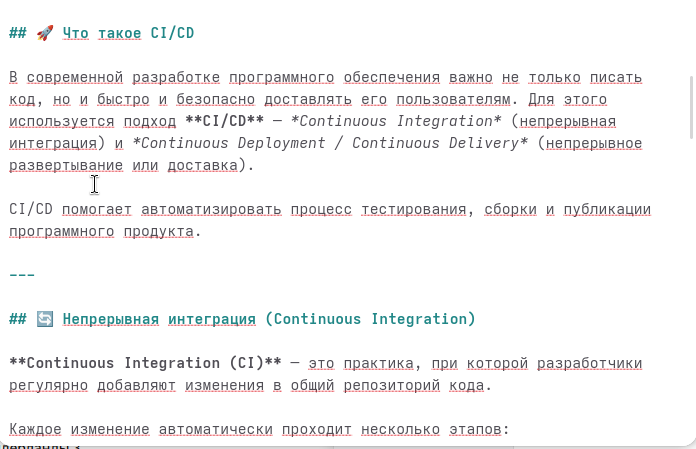 ## 🚀 Что такое CI/CD
В современной разработке программного обеспечения важно не только писать
код, но и быстро и безопасно доставлять его пользователям. Для этого
используется подход **CI/CD** — *Continuous Integration* (непрерывная
интеграция) и *Continuous Deployment / Continuous Delivery* (непрерывное
развертывание или доставка).
CI/CD помогает автоматизировать процесс тестирования, сборки и публикации
программного продукта.
---
## 🔄 Непрерывная интеграция (Continuous Integration)
**Continuous Integration (CI)** — это практика, при которой разработчики
регулярно добавляют изменения в общий репозиторий кода.
Каждое изменение автоматически проходит несколько этапов: